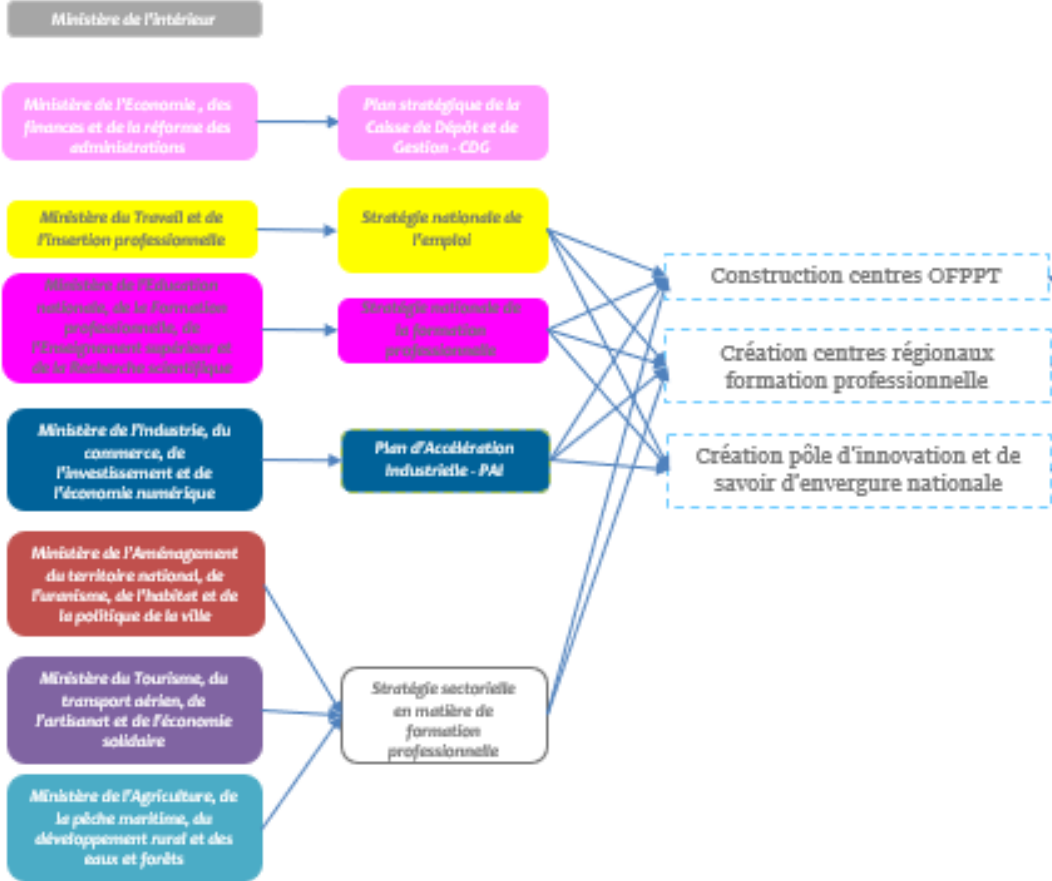 Ministère de l'intérieur
Ministère de l'Economie , des
finances et de la réforme des
administrations
Plan stratégique de la
Caisse de Dépôt et de
Gestion - CDG
Ministère du Travail et de
l'insertion professionnelle
Stratégie nationale de
l'emploi
Ministère de l'Education
nationale, de la Formation
professionnelle, de
l'Enseignement supérieur et
de la Recherche scientifique
Stratégie nationale de
la formation
professionnelle
Construction centres OFPPT
Création centres régionaux
formation professionnelle
Création pôle d'innovation et de
savoir d'envergure nationale
Ministère de l'Industrie, du
commerce, de
l'investissement et de
l'économie numérique
Plan d'Accélération
Industrielle - PAI
Ministère de l'Aménagement
du territoire national, de
l'uranisme, de l'habitat et de
la politique de la ville
Ministère du Tourisme, du
transport aérien, de
l'artisanat et de l'économie
solidaire
Stratégie sectorielle
en matière de
formation
professionnelle
Ministère de l'Agriculture, de
la pêche maritime, du
développement rural et des
eaux et forêts